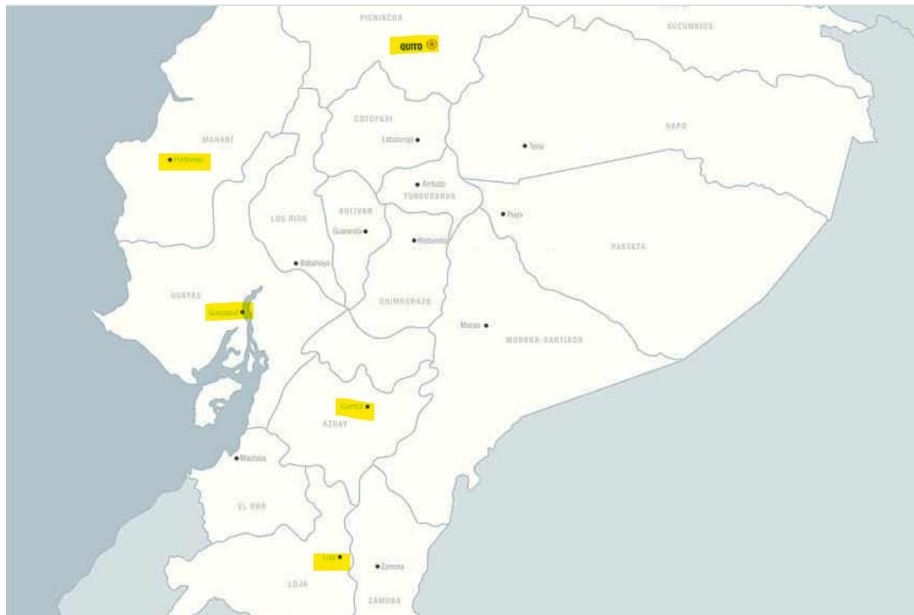 PICHINCHA
SUCUMBÍOS
QUITO
COTOPAXI
NAPO
MANABÍ
Latacunga
Tena
Portoviejo
Ambato
TUNGURAHUA
Puyo
LOS RIOS
BOLIVAR
Guaranda
Riobamba
PASTAZA
Babahoyo
GUAYAS
CHIMBORAZO
Guayaquil
Macas
MORONA-SANTIAGO
Cuenca
AZUAY
Machala
EL ORO
Loja
Zamora
LOJA
ZAMORA